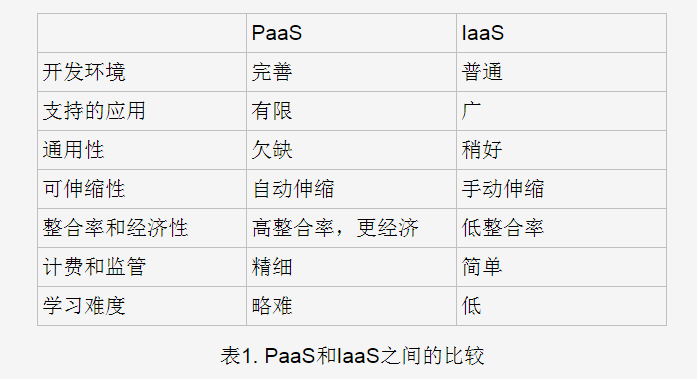 PaaS IaaS
开发环境 完善 普通
支持的应用 有限 广
通用性 欠缺 稍好
可伸缩性 自动伸缩 手动伸缩
整合率和经济性 高整合率，更经济 低整合率
计费和监管 精细 简单
学习难度 略难 低
表1. PaaS和IaaS之间的比较